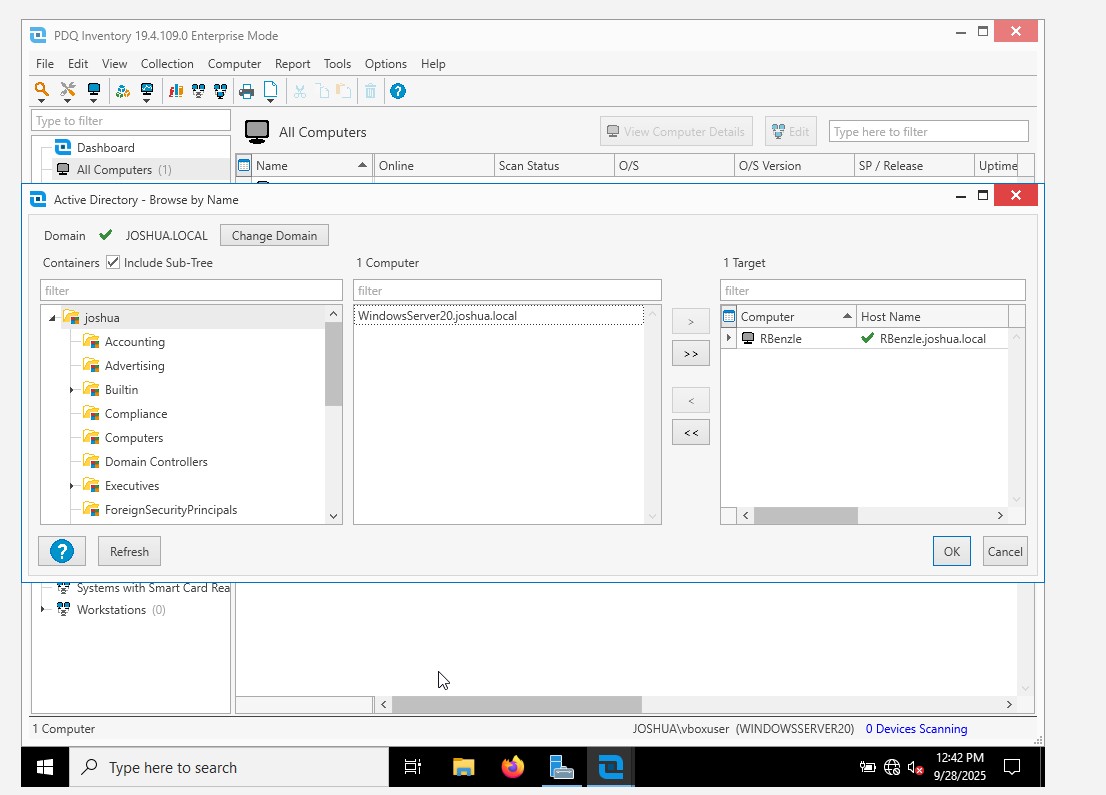 PDQ Inventory 19.4.109.0 Enterprise Mode
File Edit View Collection Computer Report Tools Options Help
Type to filter
All Computers
View Computer Details
Edit
Type here to filter
Dashboard
All Computers (1)
Name Online Scan Status O/S O/S Version SP / Release Uptime
Active Directory - Browse by Name
Domain JOSHUA.LOCAL Change Domain
Containers Include Sub-Tree
1 Computer
1 Target
filter
filter
filter
joshua
Accounting
Advertising
Builtin
Compliance
Computers
Domain Controllers
Executives
ForeignSecurityPrincipals
WindowsServer20.joshua.local
>
>>
<
<<
Computer Host Name
RBenzle RBenzle.joshua.local
? Refresh OK Cancel
Systems with Smart Card Rea
Workstations (0)
1 Computer JOSHUA\vboxuser (WINDOWSSERVER20) 0 Devices Scanning
Type here to search
12:42 PM
9/28/2025